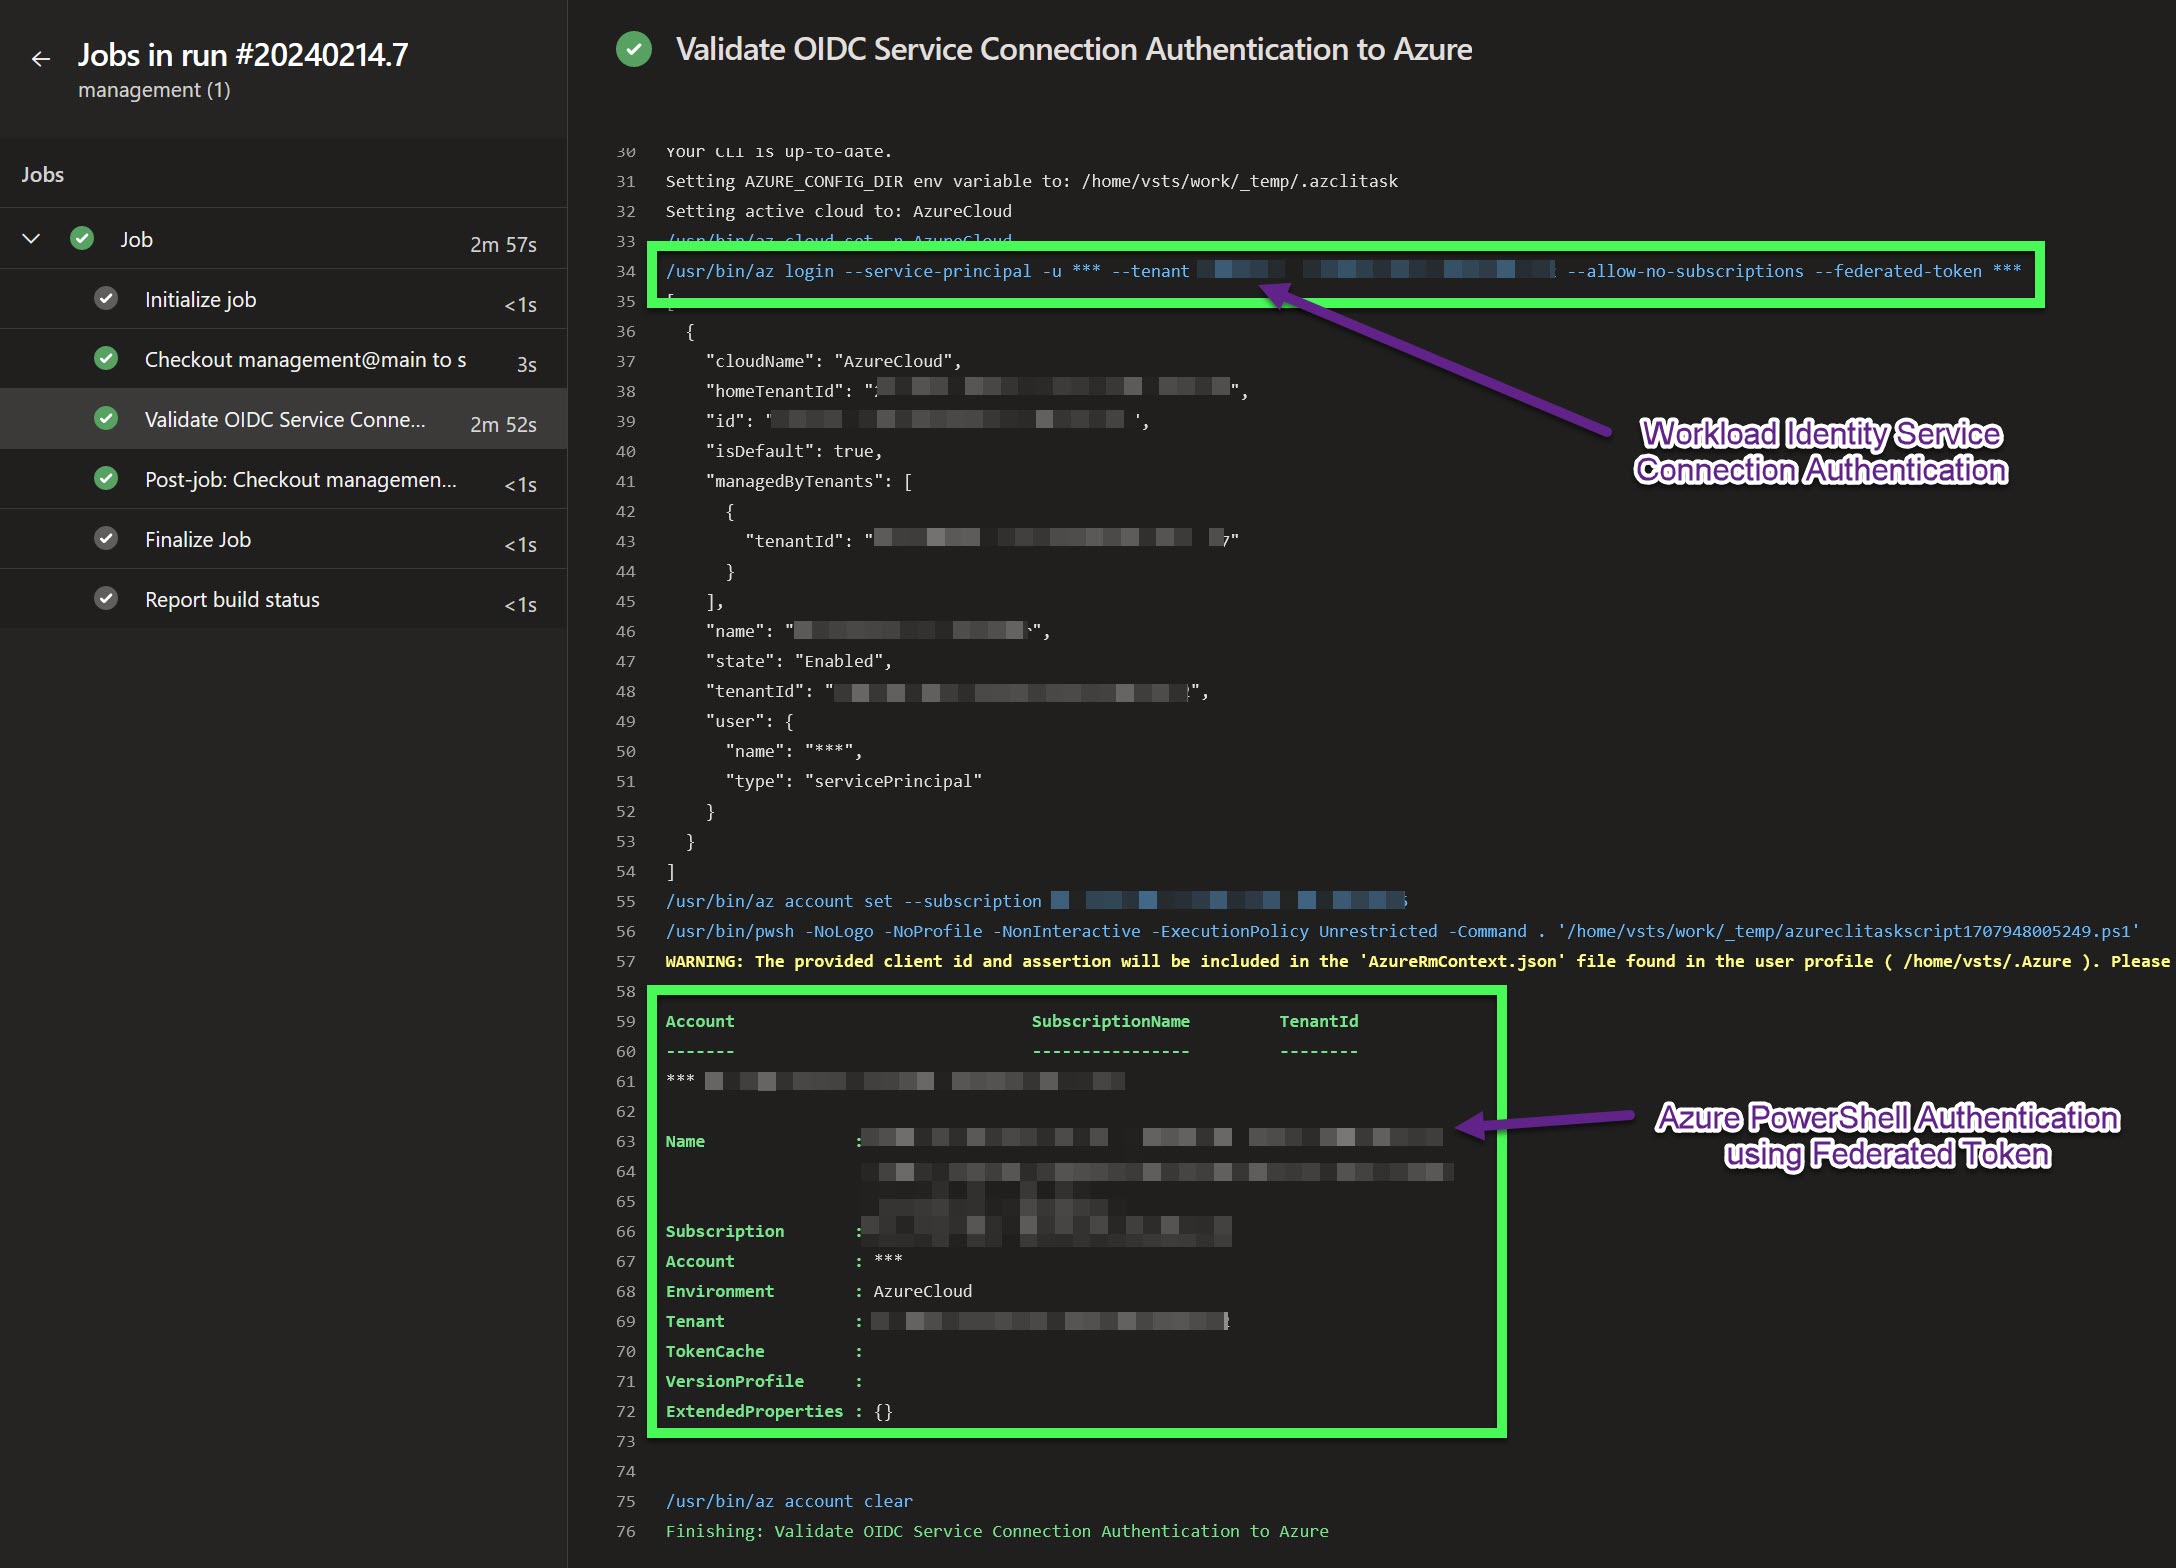 Jobs in run #20240214.7
management (1)
Jobs
Job 2m 57s
Initialize job <1s
Checkout management@main to s 3s
Validate OIDC Service Conne... 2m 52s
Post-job: Checkout managemen... <1s
Finalize Job <1s
Report build status <1s
Validate OIDC Service Connection Authentication to Azure
30 Your CLI is up-to-date.
31 Setting AZURE_CONFIG_DIR env variable to: /home/vsts/work/_temp/.azclitask
32 Setting active cloud to: AzureCloud
33 /usr/bin/az cloud set -n AzureCloud
34 /usr/bin/az login --service-principal -u *** --tenant --allow-no-subscriptions --federated-token ***
35 [
36 {
37 "cloudName": "AzureCloud",
38 "homeTenantId": "",
39 "id": "",
40 "isDefault": true,
41 "managedByTenants": [
42 {
43 "tenantId": "7"
44 }
45 ],
46 "name": "",
47 "state": "Enabled",
48 "tenantId": "",
49 "user": {
50 "name": "***",
51 "type": "servicePrincipal"
52 }
53 }
54 ]
55 /usr/bin/az account set --subscription
56 /usr/bin/pwsh -NoLogo -NoProfile -NonInteractive -ExecutionPolicy Unrestricted -Command . '/home/vsts/work/_temp/azureclitaskscript1707948005249.ps1'
57 WARNING: The provided client id and assertion will be included in the 'AzureRmContext.json' file found in the user profile ( /home/vsts/.Azure ). Please
58
59 Account SubscriptionName TenantId
60 ------- ---------------- --------
61 ***
62
63 Name :
64
65
66 Subscription :
67 Account : ***
68 Environment : AzureCloud
69 Tenant :
70 TokenCache :
71 VersionProfile :
72 ExtendedProperties : {}
73
74
75 /usr/bin/az account clear
76 Finishing: Validate OIDC Service Connection Authentication to Azure
Workload Identity Service
Connection Authentication
Azure PowerShell Authentication
using Federated Token